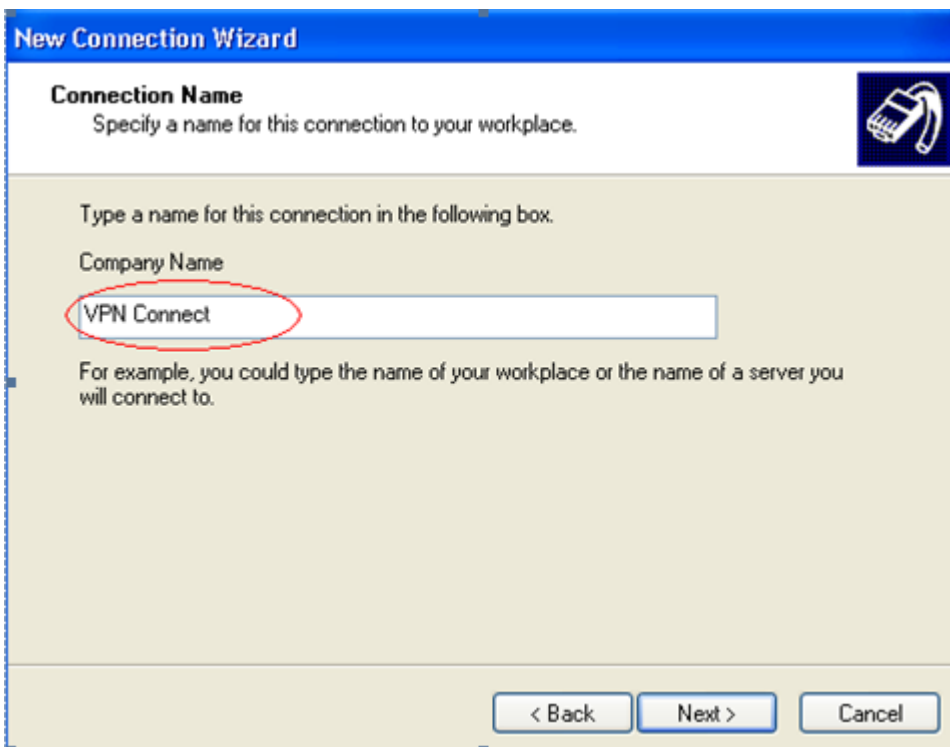 New Connection Wizard
Connection Name
Specify a name for this connection to your workplace.
Type a name for this connection in the following box.
Company Name
VPN Connect
For example, you could type the name of your workplace or the name of a server you
will connect to.
< Back Next > Cancel